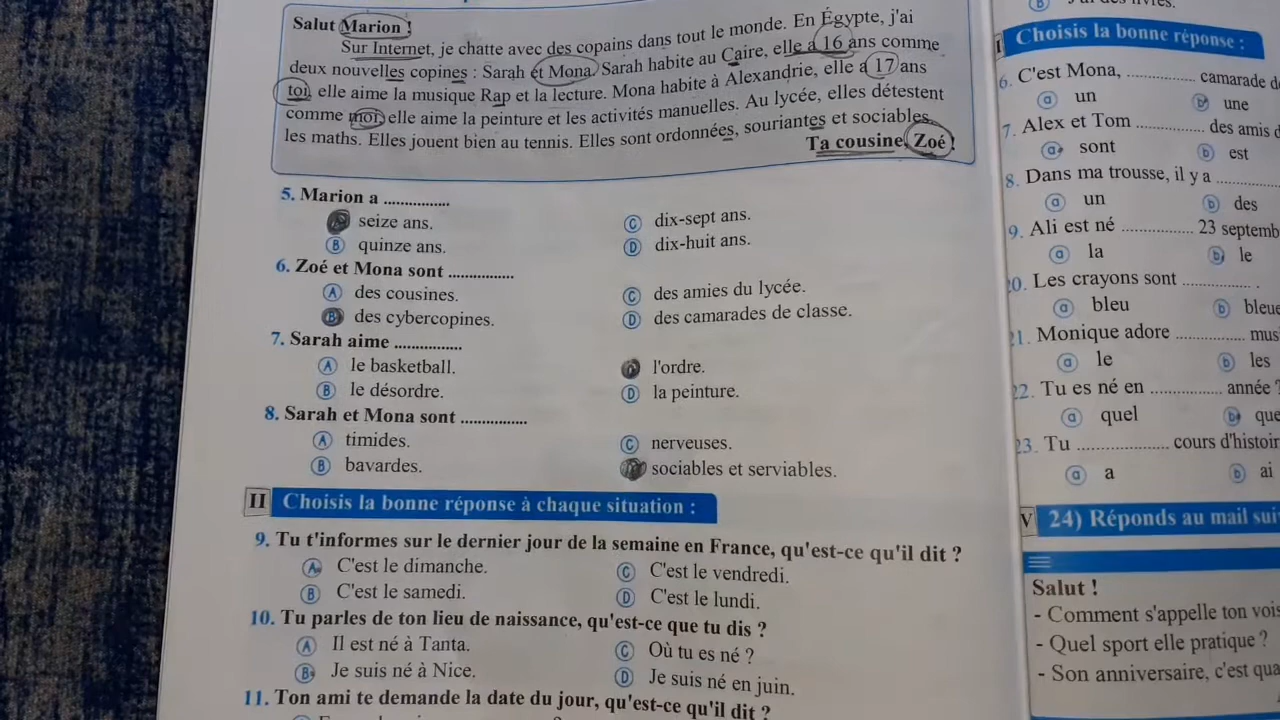 Salut Marion !
Sur Internet, je chatte avec des copains dans tout le monde. En Égypte, j'ai
deux nouvelles copines : Sarah et Mona. Sarah habite au Caire, elle a 16 ans comme
toi, elle aime la musique Rap et la lecture. Mona habite à Alexandrie, elle a 17 ans
comme moi, elle aime la peinture et les activités manuelles. Au lycée, elles détestent
les maths. Elles jouent bien au tennis. Elles sont ordonnées, souriantes et sociables.
Ta cousine, Zoé !
5. Marion a ...............
A seize ans.
B quinze ans.
C dix-sept ans.
D dix-huit ans.
6. Zoé et Mona sont ...............
A des cousines.
B des cybercopines.
C des amies du lycée.
D des camarades de classe.
7. Sarah aime ...............
A le basketball.
B le désordre.
l'ordre.
D la peinture.
8. Sarah et Mona sont ...............
A timides.
B bavardes.
C nerveuses.
sociables et serviables.
II Choisis la bonne réponse à chaque situation :
9. Tu t'informes sur le dernier jour de la semaine en France, qu'est-ce qu'il dit ?
A C'est le dimanche.
B C'est le samedi.
C C'est le vendredi.
D C'est le lundi.
10. Tu parles de ton lieu de naissance, qu'est-ce que tu dis ?
A Il est né à Tanta.
B Je suis né à Nice.
C Où tu es né ?
D Je suis né en juin.
11. Ton ami te demande la date du jour, qu'est-ce qu'il dit ?
B
Choisis la bonne réponse :
6. C'est Mona, ............... camarade d
a un
b une
7. Alex et Tom ............... des amis d
a sont
b est
8. Dans ma trousse, il y a ...............
a un
b des
9. Ali est né ............... 23 septemb
a la
b le
0. Les crayons sont ............... .
a bleu
b bleue
21. Monique adore ............... mus
a le
b les
22. Tu es né en ............... année ?
a quel
b que
23. Tu ............... cours d'histoir
a a
b ai
V 24) Réponds au mail sui
Salut !
- Comment s'appelle ton vois
- Quel sport elle pratique ?
- Son anniversaire, c'est qua